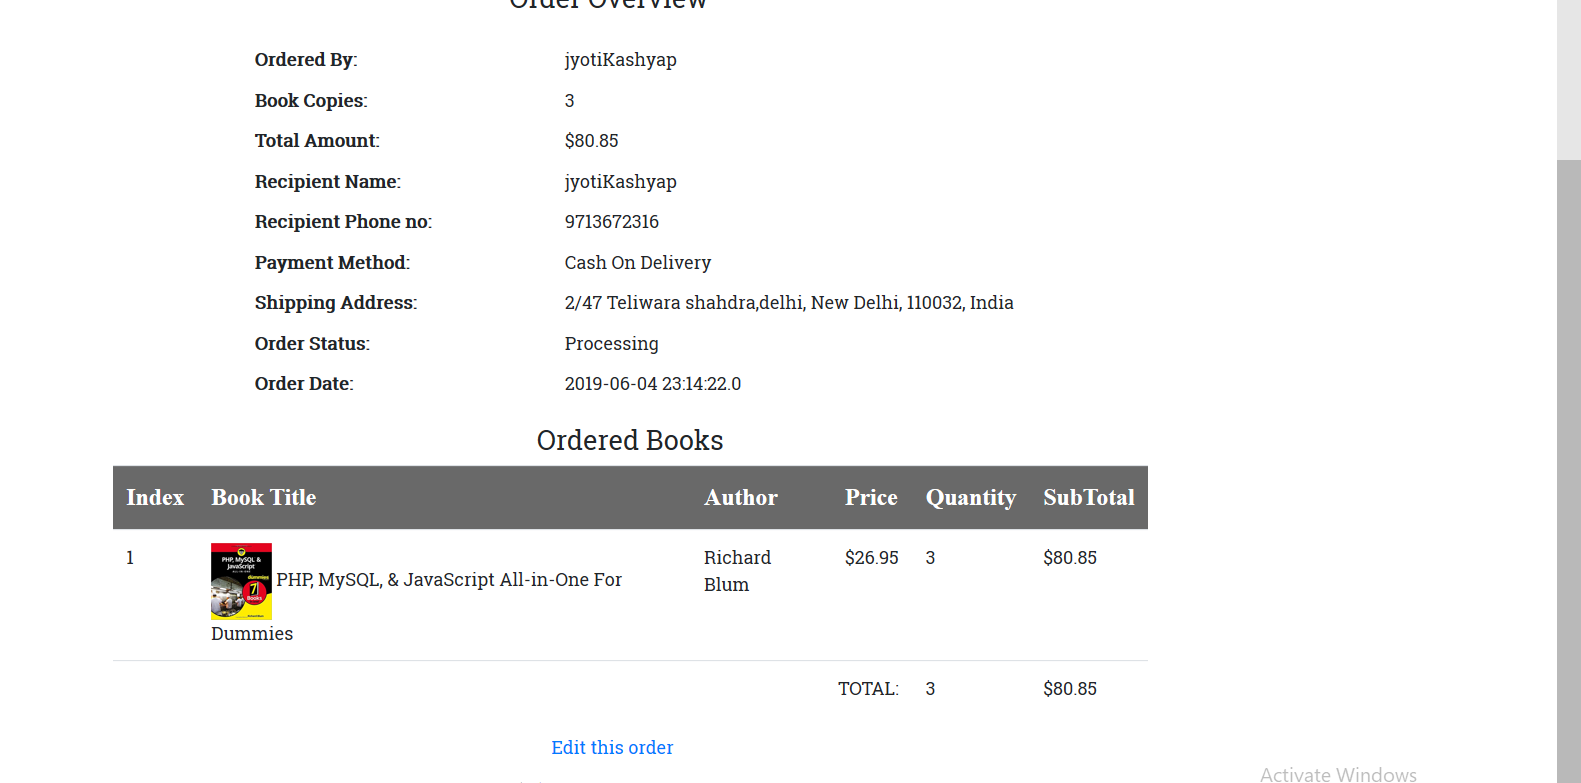 Order Overview
Ordered By: jyotiKashyap
Book Copies: 3
Total Amount: $80.85
Recipient Name: jyotiKashyap
Recipient Phone no: 9713672316
Payment Method: Cash On Delivery
Shipping Address: 2/47 Teliwara shahdra,delhi, New Delhi, 110032, India
Order Status: Processing
Order Date: 2019-06-04 23:14:22.0
Ordered Books
Index Book Title Author Price Quantity SubTotal
1 Richard $26.95 3 $80.85
PHP, MySQL &
JavaScript
dummies
7
Books
PHP, MySQL, & JavaScript All-in-One For
Blum
Dummies
TOTAL: 3 $80.85
Edit this order
Activate Windows